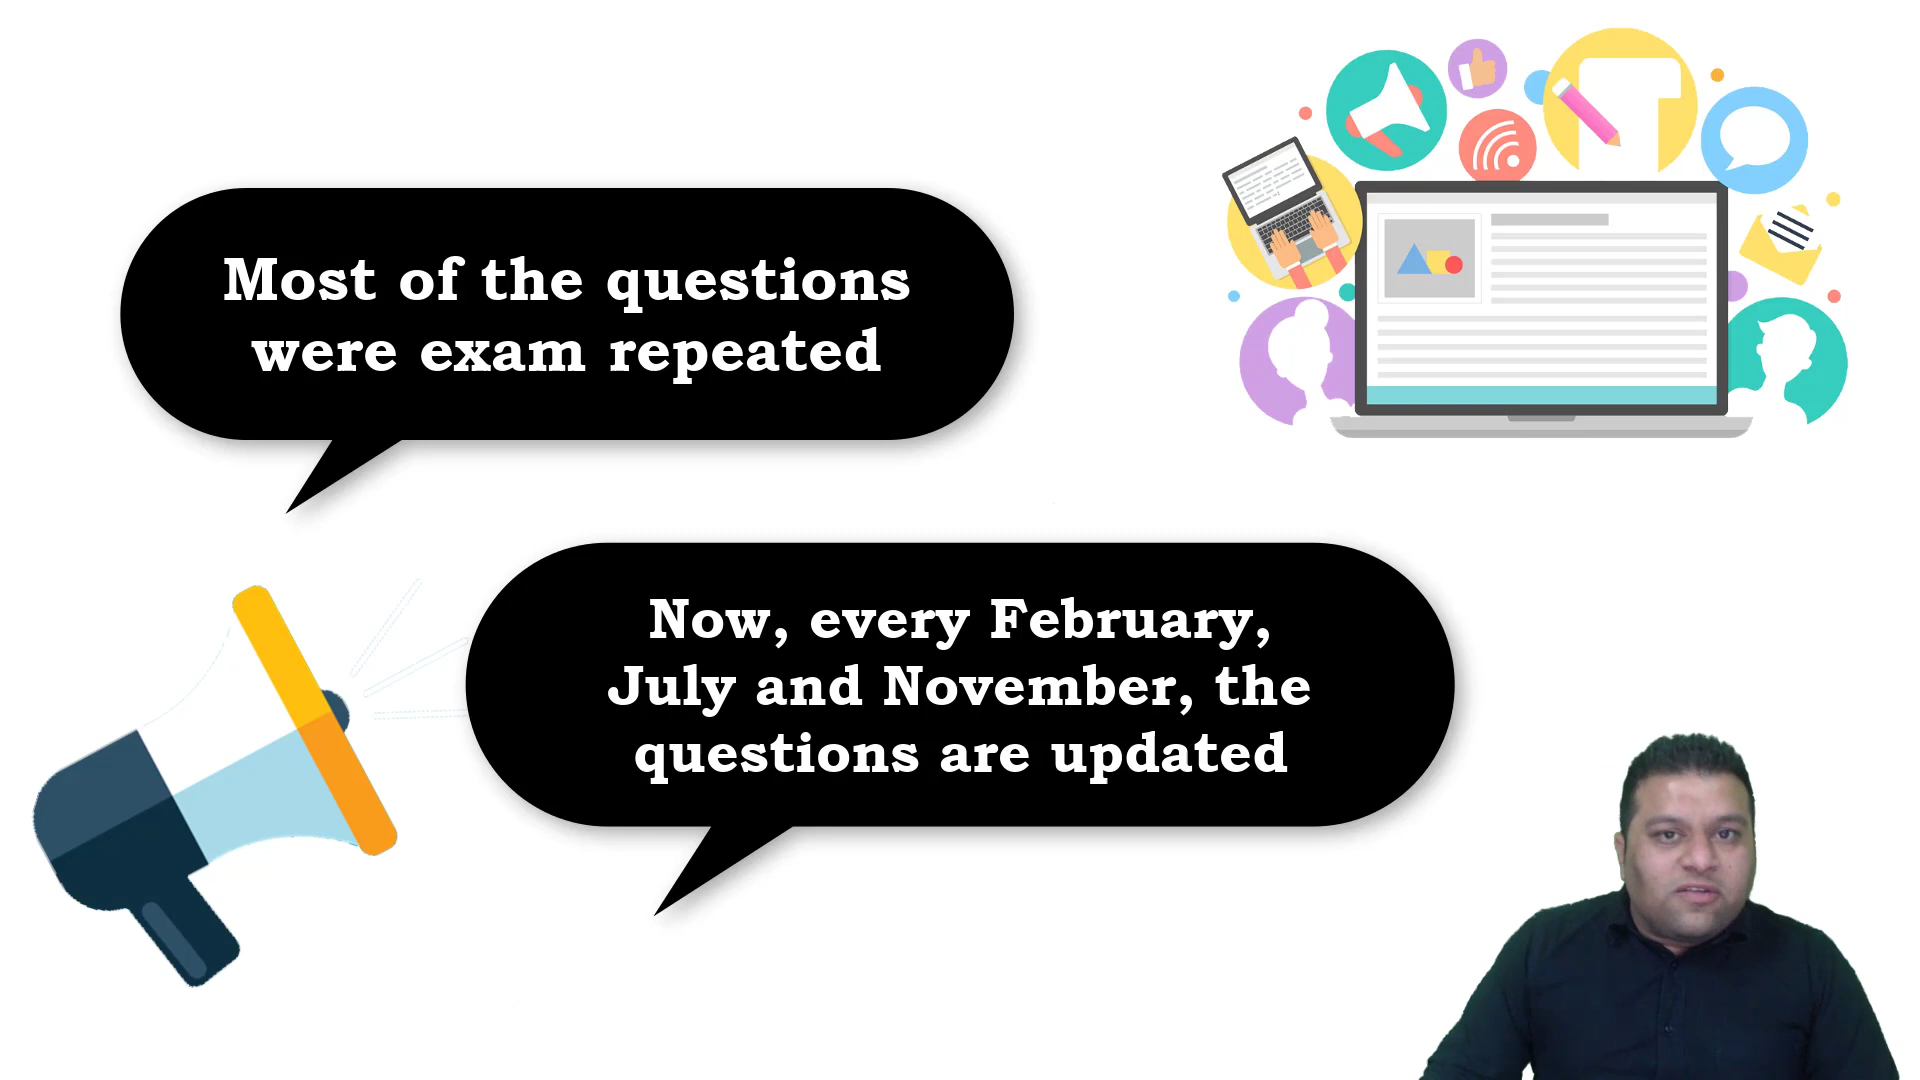 Most of the questions
were exam repeated
Now, every February,
July and November, the
questions are updated